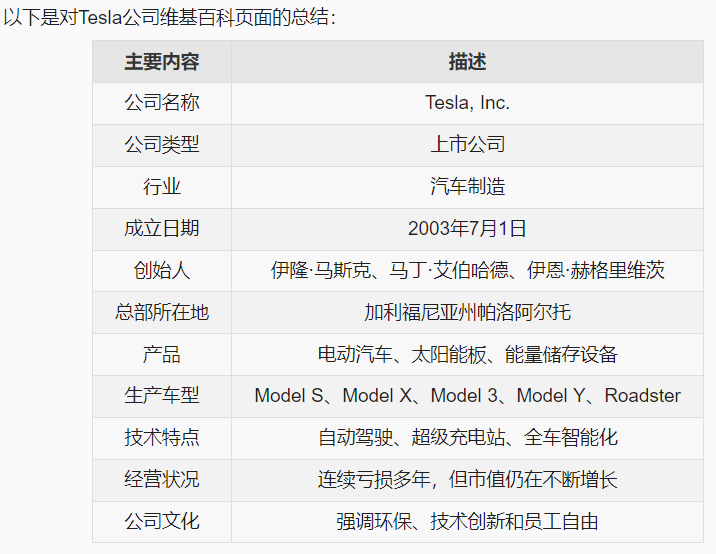 以下是对Tesla公司维基百科页面的总结：
主要内容 描述
公司名称 Tesla, Inc.
公司类型 上市公司
行业 汽车制造
成立日期 2003年7月1日
创始人 伊隆·马斯克、马丁·艾伯哈德、伊恩·赫格里维茨
总部所在地 加利福尼亚州帕洛阿尔托
产品 电动汽车、太阳能板、能量储存设备
生产车型 Model S、Model X、Model 3、Model Y、Roadster
技术特点 自动驾驶、超级充电站、全车智能化
经营状况 连续亏损多年，但市值仍在不断增长
公司文化 强调环保、技术创新和员工自由